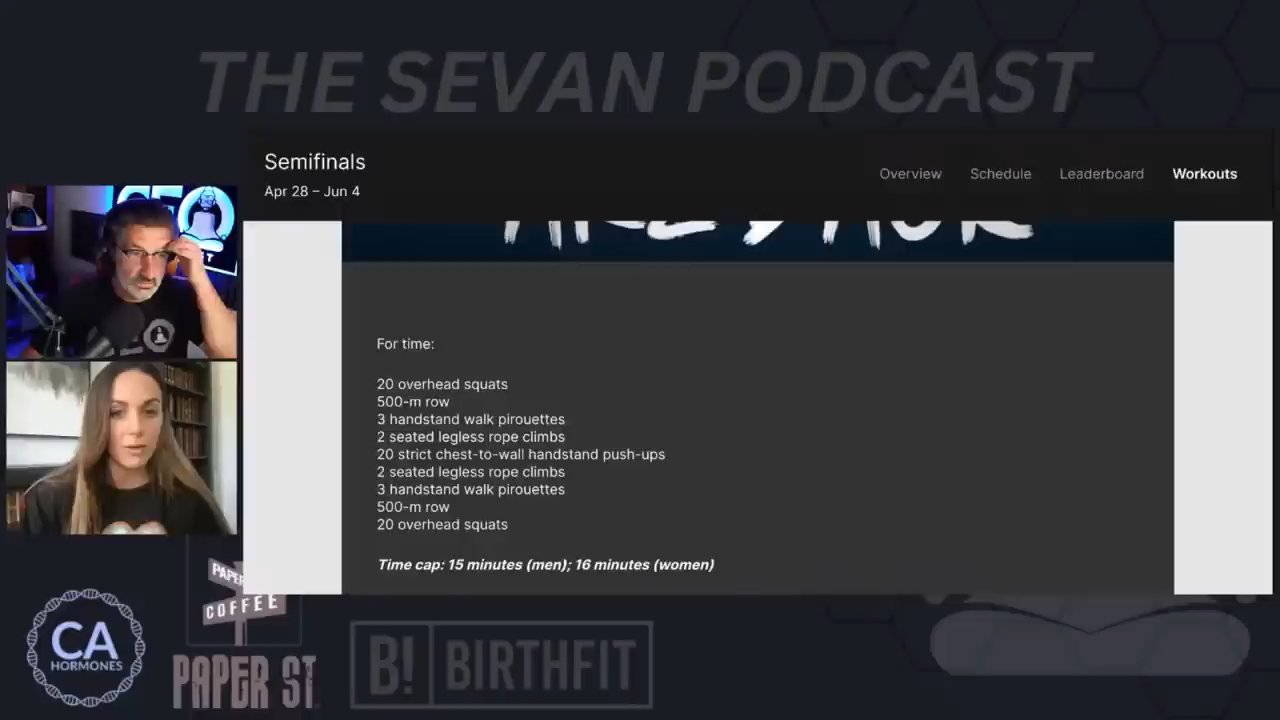 THE SEVAN PODCAST
Semifinals
Apr 28 – Jun 4
Overview Schedule Leaderboard Workouts
For time:
20 overhead squats
500-m row
3 handstand walk pirouettes
2 seated legless rope climbs
20 strict chest-to-wall handstand push-ups
2 seated legless rope climbs
3 handstand walk pirouettes
500-m row
20 overhead squats
Time cap: 15 minutes (men); 16 minutes (women)
CA
HORMONES
PAPER
COFFEE
PAPER ST
B! BIRTHFIT